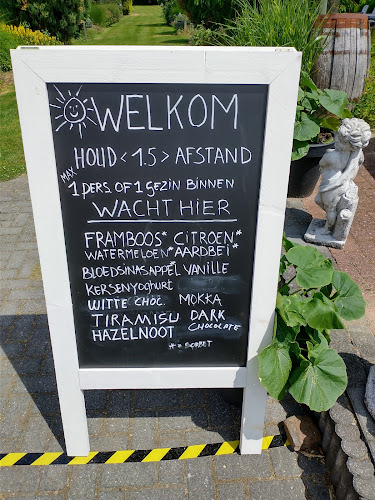 WELKOM
HOUD <1.5> AFSTAND
MAX 1 PERS. OF 1 GEZIN BINNEN
WACHT HIER
FRAMBOOS* CITROEN*
WATERMELOEN* AARDBEI*
BLOEDSINASAPPEL VANILLE
KERSENYOGHURT
WITTE CHOC. MOKKA
TIRAMISU DARK CHOCOLATE
HAZELNOOT
* = SORBET